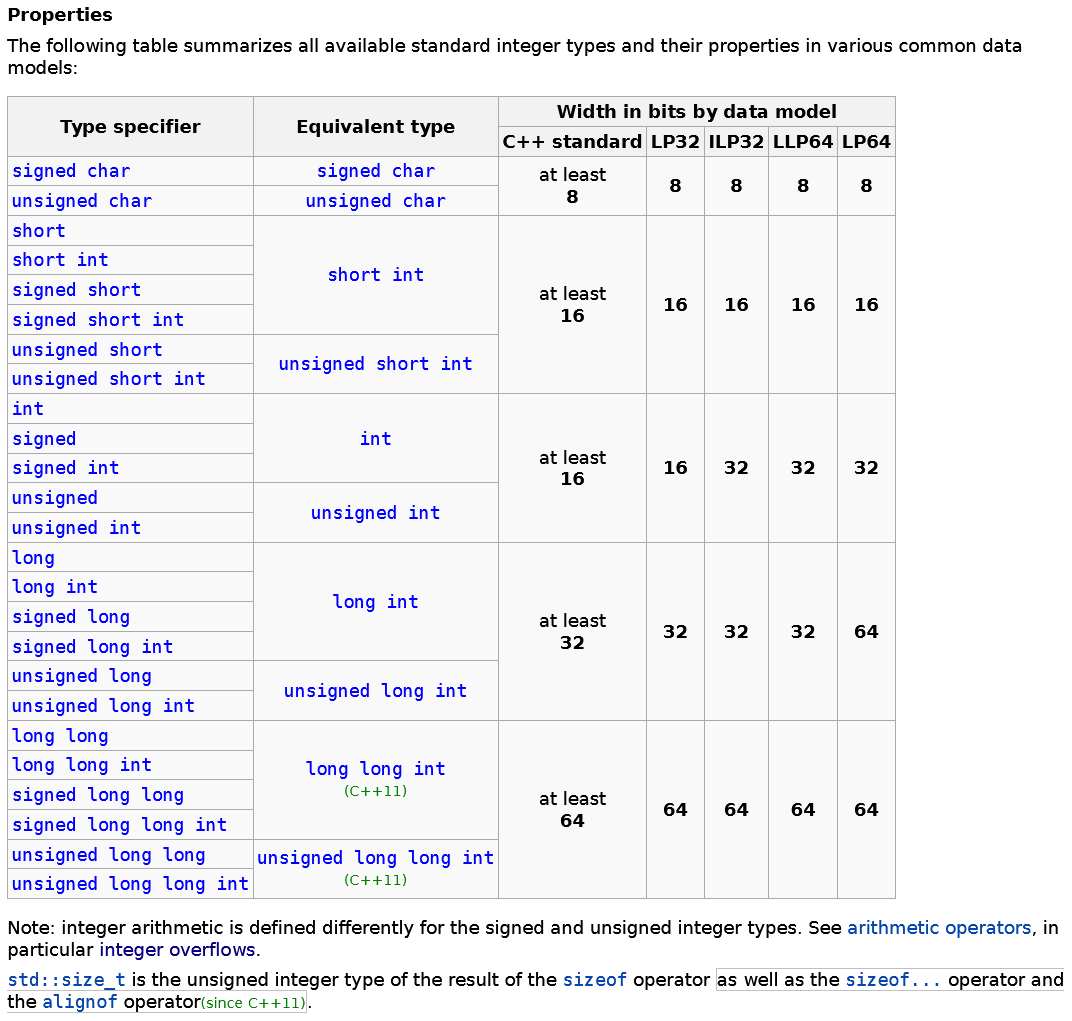 Properties
The following table summarizes all available standard integer types and their properties in various common data
models:
Type specifier Equivalent type Width in bits by data model
C++ standard LP32 ILP32 LLP64 LP64
signed char signed char at least 8 8 8 8 8
unsigned char unsigned char
short short int at least 16 16 16 16 16
short int
signed short
signed short int
unsigned short unsigned short int
unsigned short int
int int at least 16 16 32 32 32
signed
signed int
unsigned unsigned int
unsigned int
long long int at least 32 32 32 32 64
long int
signed long
signed long int
unsigned long unsigned long int
unsigned long int
long long long long int (C++11) at least 64 64 64 64 64
long long int
signed long long
signed long long int
unsigned long long unsigned long long int (C++11)
unsigned long long int
Note: integer arithmetic is defined differently for the signed and unsigned integer types. See arithmetic operators, in
particular integer overflows.
std::size_t is the unsigned integer type of the result of the sizeof operator as well as the sizeof... operator and
the alignof operator(since C++11).